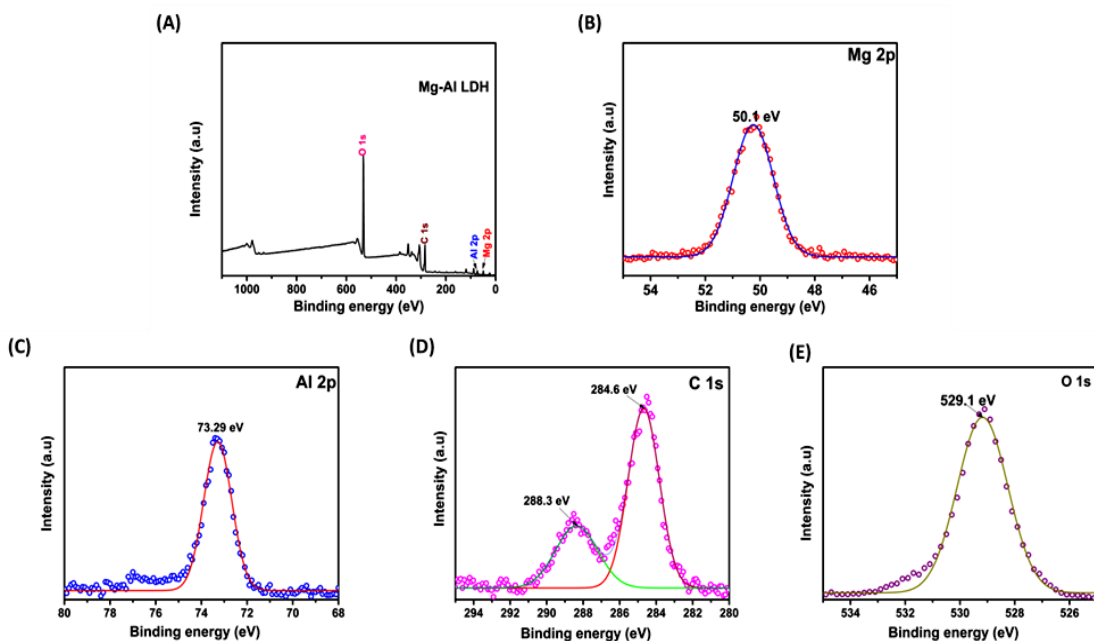 (A)
Mg-Al LDH
O 1s
C 1s
Al 2p
Mg 2p
Intensity (a.u)
1000 800 600 400 200 0
Binding energy (eV)
(B)
Mg 2p
50.1 eV
Intensity (a.u)
54 52 50 48 46
Binding energy (eV)
(C)
Al 2p
73.29 eV
Intensity (a.u)
80 78 76 74 72 70 68
Binding energy (eV)
(D)
C 1s
284.6 eV
288.3 eV
Intensity (a.u)
294 292 290 288 286 284 282 280
Binding energy (eV)
(E)
O 1s
529.1 eV
Intensity (a.u)
534 532 530 528 526
Binding energy (eV)